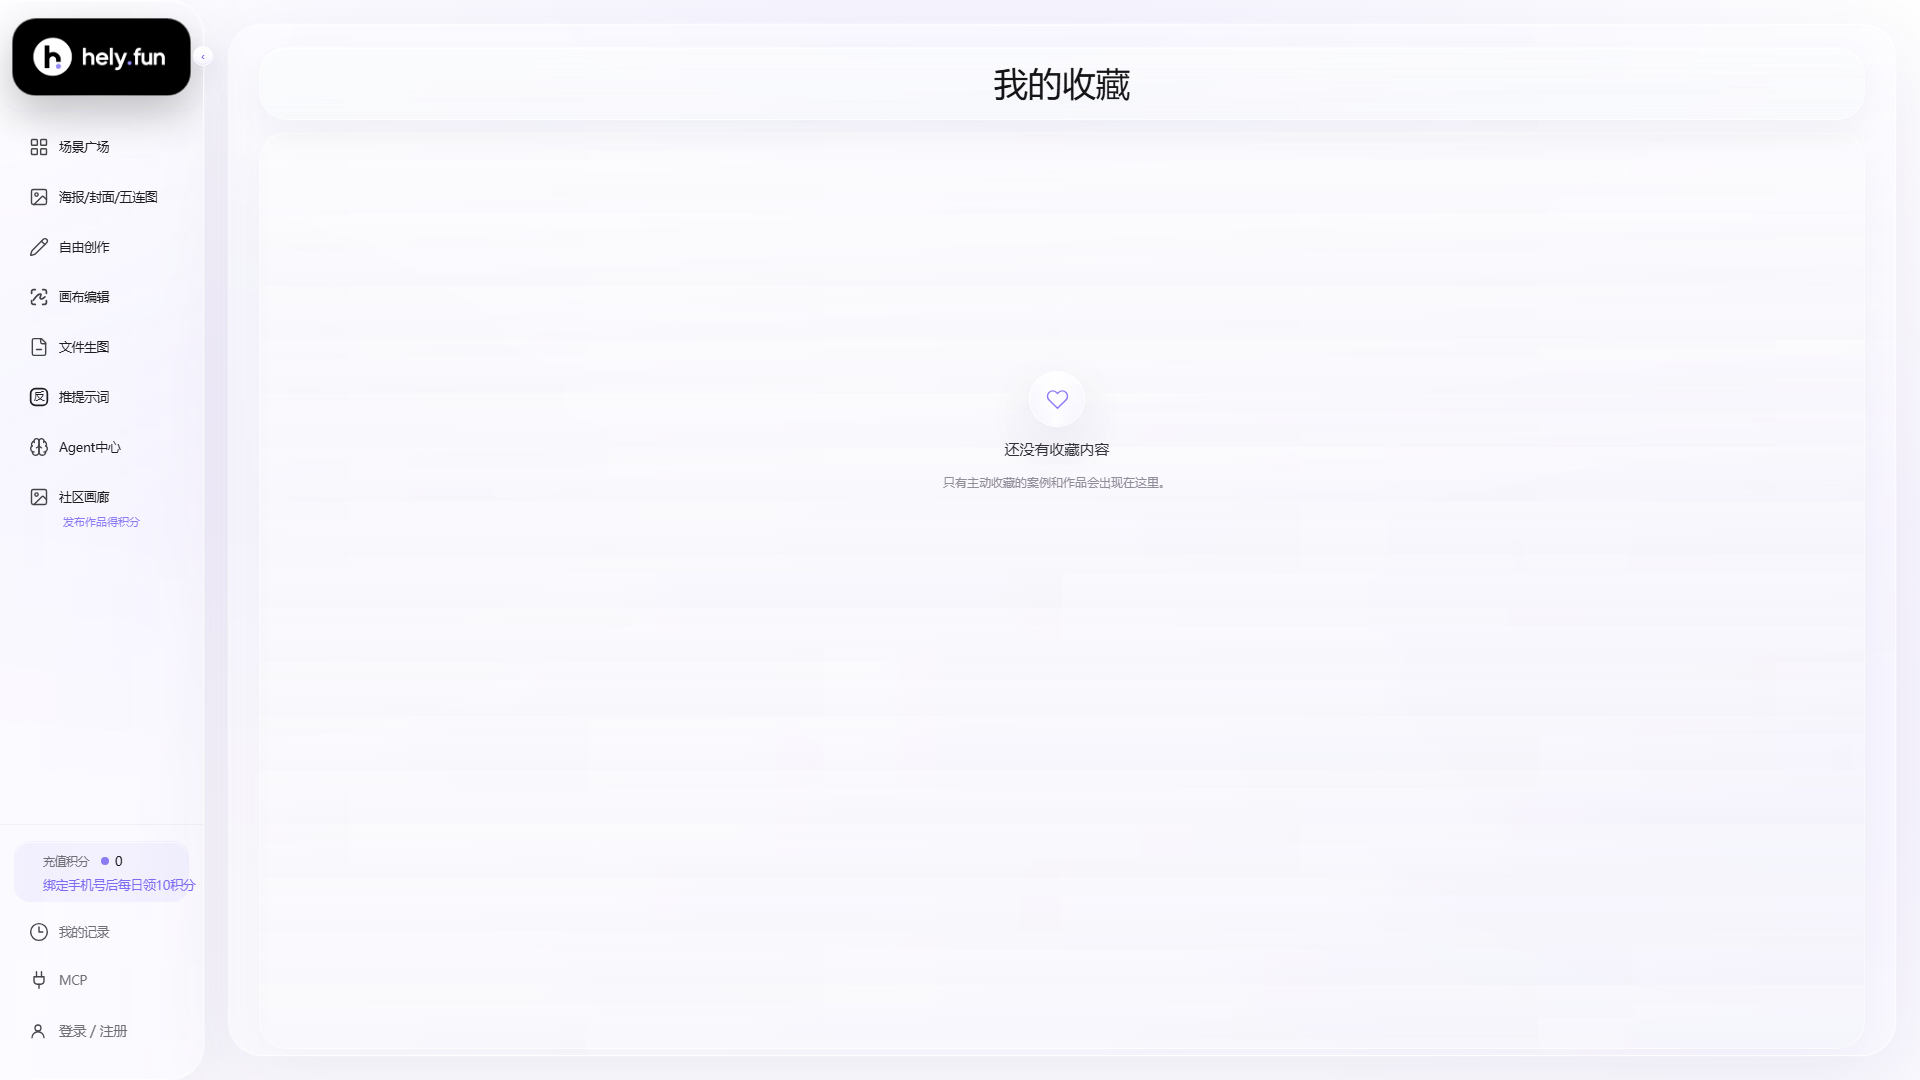 hely.fun
我的收藏
场景广场
海报/封面/五连图
自由创作
画布编辑
文件生图
反
推提示词
Agent中心
社区画廊
发布作品得积分
还没有收藏内容
只有主动收藏的案例和作品会出现在这里。
充值积分 0
绑定手机号后每日领10积分
我的记录
MCP
登录 / 注册